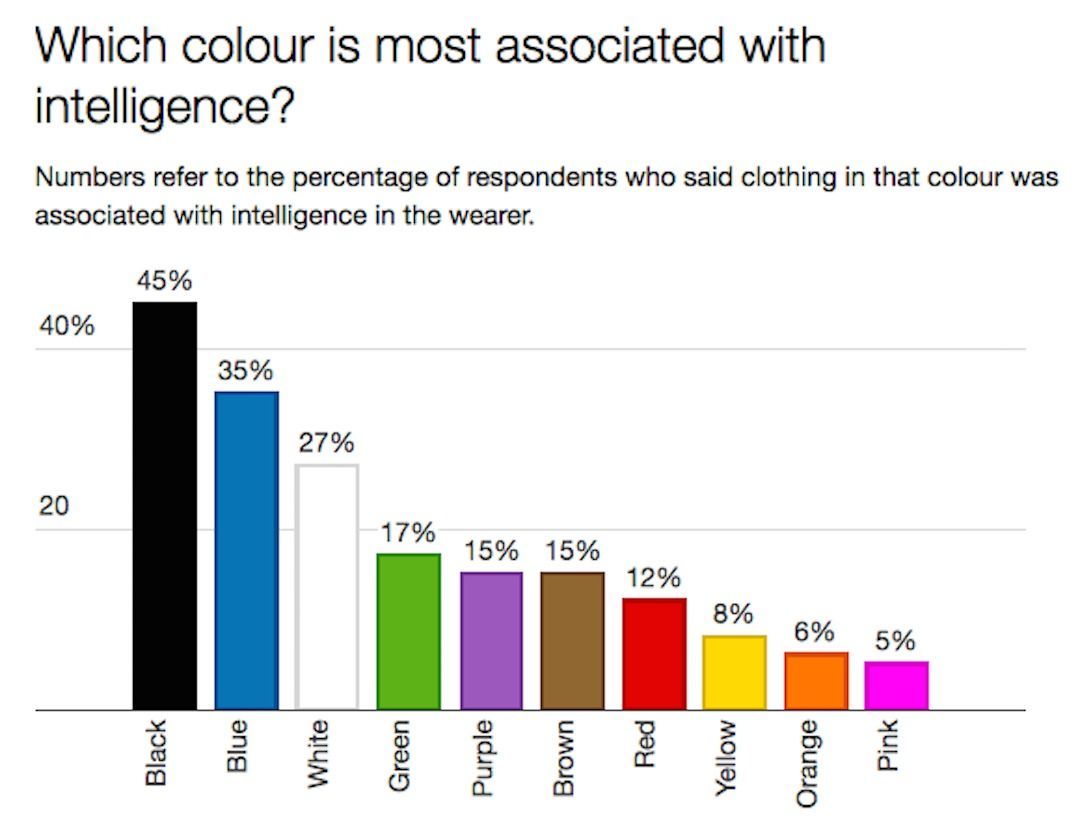 Which colour is most associated with
intelligence?
Numbers refer to the percentage of respondents who said clothing in that colour was
associated with intelligence in the wearer.
45%
40%
35%
27%
20
17%
15%
15%
12%
8%
6%
5%
Black
Blue
White
Green
Purple
Brown
Red
Yellow
Orange
Pink